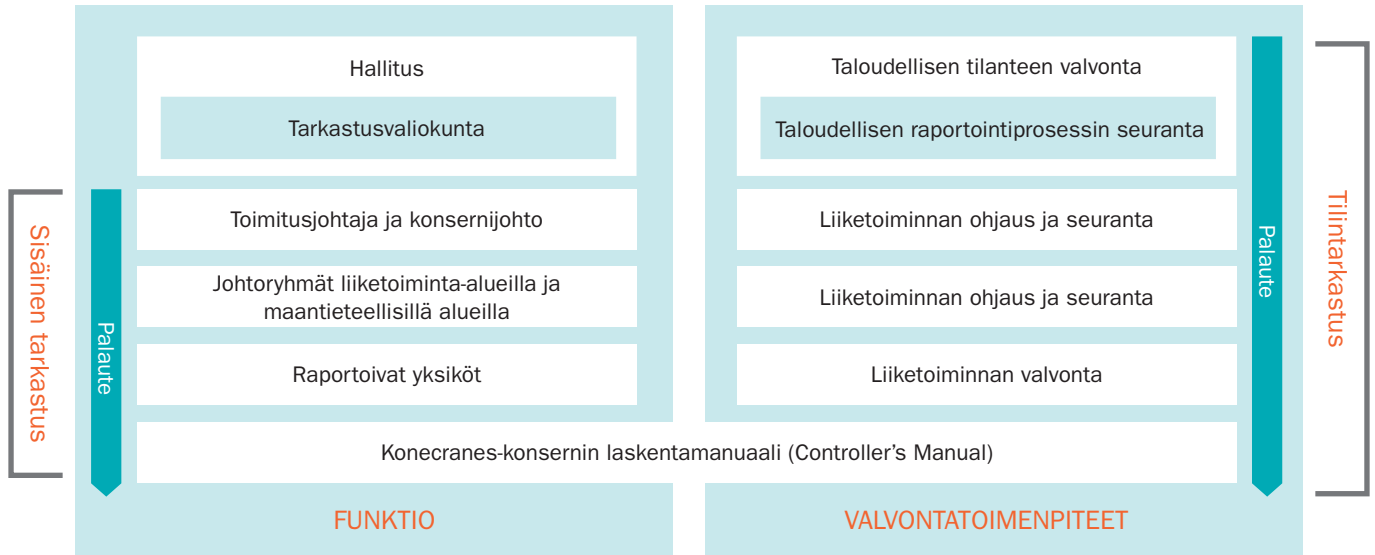 Hallitus
Tarkastusvaliokunta
Toimitusjohtaja ja konsernijohto
Johtoryhmät liiketoiminta-alueilla ja
maantieteellisillä alueilla
Raportoivat yksiköt
Sisäinen tarkastus
Palaute
Taloudellisen tilanteen valvonta
Taloudellisen raportointiprosessin seuranta
Liiketoiminnan ohjaus ja seuranta
Liiketoiminnan ohjaus ja seuranta
Liiketoiminnan valvonta
Palaute
Tilintarkastus
Konecranes-konsernin laskentamanuaali (Controller’s Manual)
FUNKTIO
VALVONTATOIMENPITEET